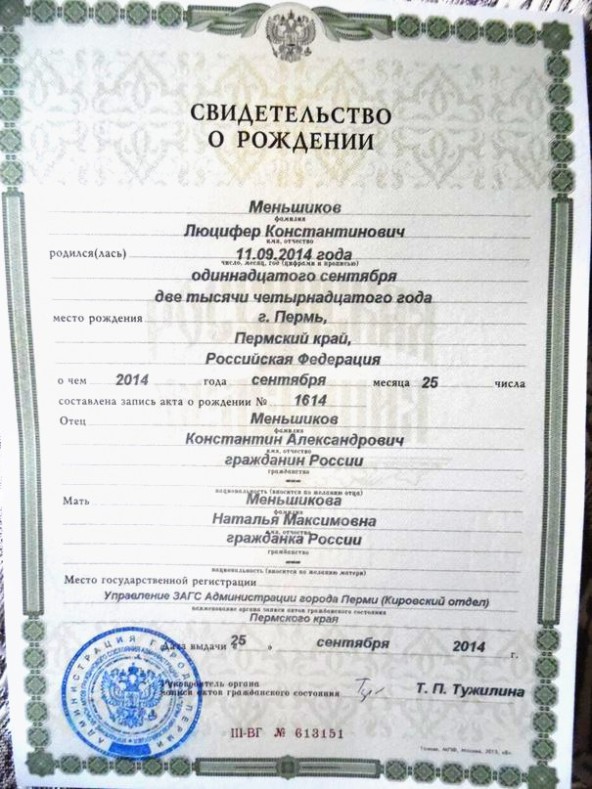 СВИДЕТЕЛЬСТВО
О РОЖДЕНИИ
Меньшиков
фамилия
Люцифер Константинович
имя, отчество
родился(лась) 11.09.2014 года
число, месяц, год (цифрами и прописью)
одиннадцатого сентября
две тысячи четырнадцатого года
место рождения г. Пермь,
Пермский край,
Российская Федерация
о чем 2014 года сентября месяца 25 числа
составлена запись акта о рождении № 1614
Отец Меньшиков
фамилия
Константин Александрович
имя, отчество
гражданин России
гражданство
—
национальность (вносится по желанию отца)
Мать Меньшикова
фамилия
Наталья Максимовна
имя, отчество
гражданка России
гражданство
—
национальность (вносится по желанию матери)
Место государственной регистрации
Управление ЗАГС Администрации города Перми (Кировский отдел)
наименование органа записи актов гражданского состояния
Пермского края
Дата выдачи « 25 » сентября 2014 г.
Руководитель органа
записи актов гражданского состояния Т. П. Тужилина
III-ВГ № 613151
АДМИНИСТРАЦИЯ ГОРОДА ПЕРМИ